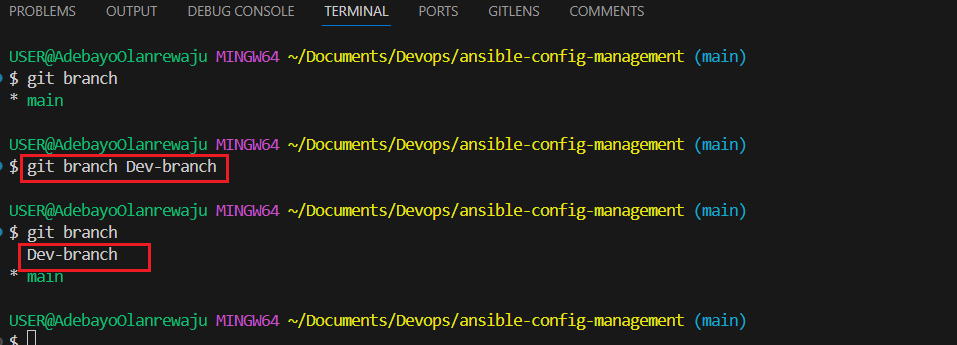 PROBLEMS OUTPUT DEBUG CONSOLE TERMINAL PORTS GITLENS COMMENTS
USER@AdebayoOlanrewaju MINGW64 ~/Documents/Devops/ansible-config-management (main)
$ git branch
* main
USER@AdebayoOlanrewaju MINGW64 ~/Documents/Devops/ansible-config-management (main)
$ git branch Dev-branch
USER@AdebayoOlanrewaju MINGW64 ~/Documents/Devops/ansible-config-management (main)
$ git branch
Dev-branch
* main
USER@AdebayoOlanrewaju MINGW64 ~/Documents/Devops/ansible-config-management (main)
$